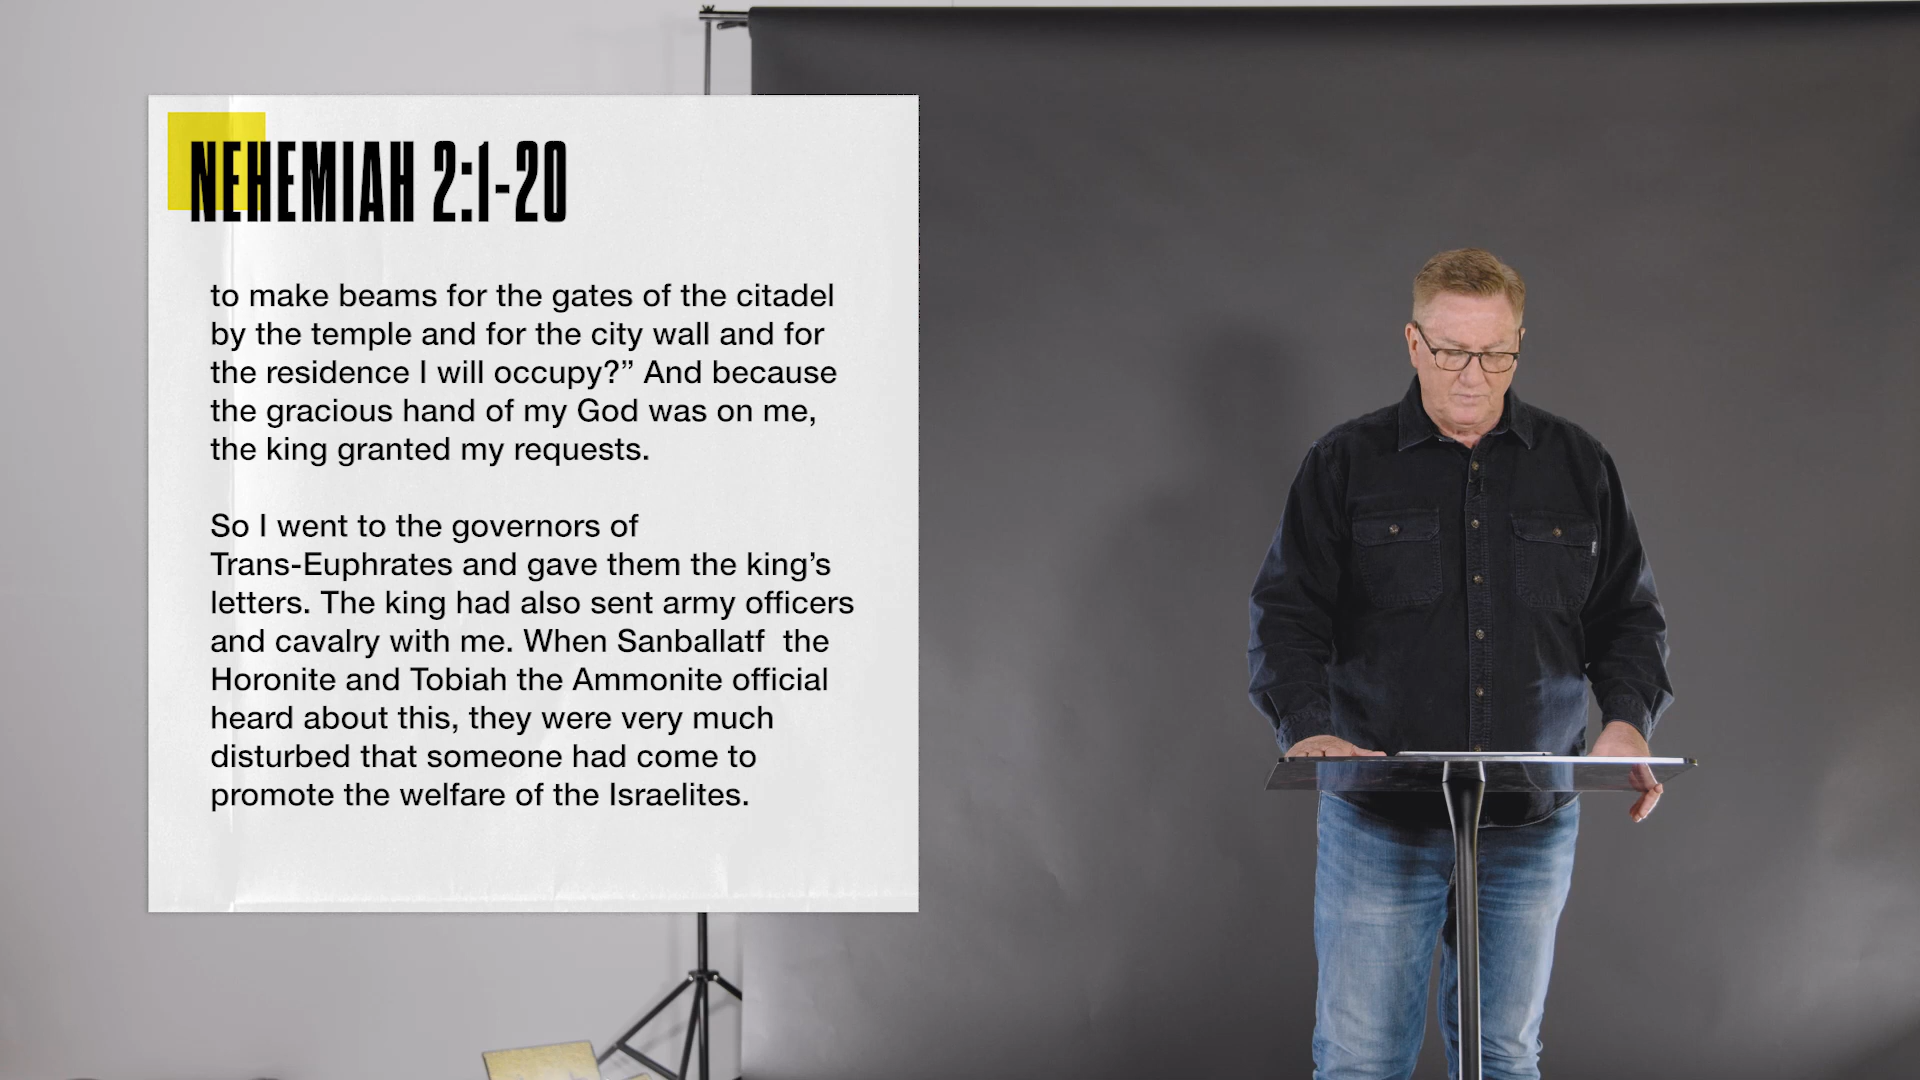 NEHEMIAH 2:1-20
to make beams for the gates of the citadel
by the temple and for the city wall and for
the residence I will occupy?” And because
the gracious hand of my God was on me,
the king granted my requests.
So I went to the governors of
Trans-Euphrates and gave them the king’s
letters. The king had also sent army officers
and cavalry with me. When Sanballatf  the
Horonite and Tobiah the Ammonite official
heard about this, they were very much
disturbed that someone had come to
promote the welfare of the Israelites.